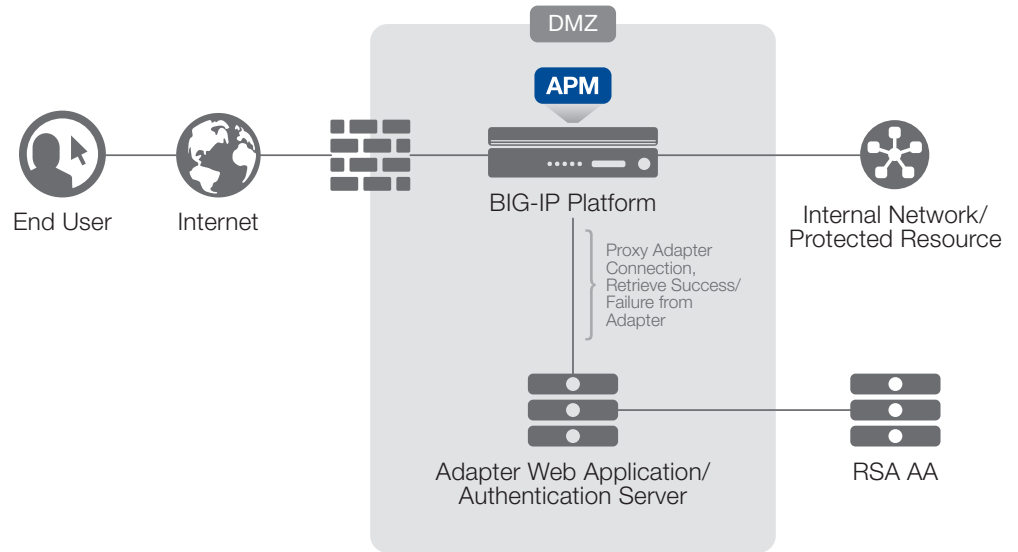 DMZ
APM
End User
Internet
BIG-IP Platform
Internal Network/
Protected Resource
Proxy Adapter
Connection,
Retrieve Success/
Failure from
Adapter
Adapter Web Application/
Authentication Server
RSA AA